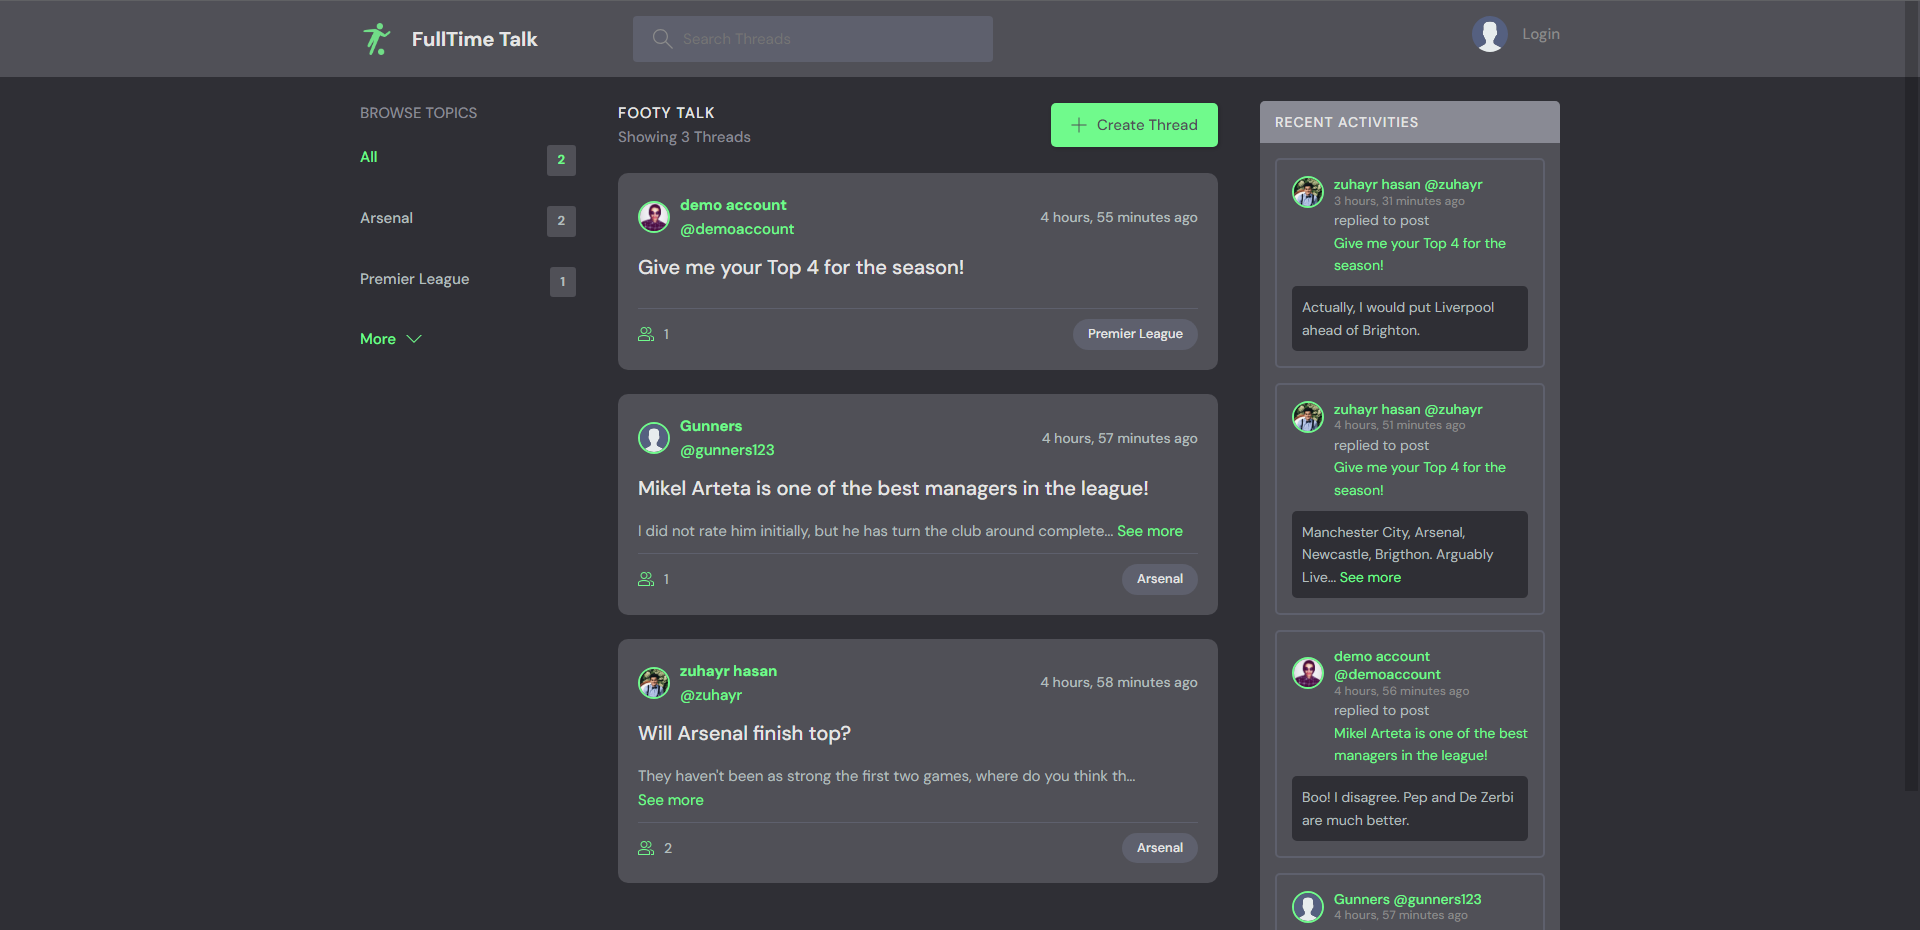 FullTime Talk
Search Threads
Login
BROWSE TOPICS
All
2
Arsenal
2
Premier League
1
More
FOOTY TALK
Showing 3 Threads
Create Thread
demo account
@demoaccount
4 hours, 55 minutes ago
Give me your Top 4 for the season!
1
Premier League
Gunners
@gunners123
4 hours, 57 minutes ago
Mikel Arteta is one of the best managers in the league!
I did not rate him initially, but he has turn the club around complete... See more
1
Arsenal
zuhayr hasan
@zuhayr
4 hours, 58 minutes ago
Will Arsenal finish top?
They haven't been as strong the first two games, where do you think th...
See more
2
Arsenal
RECENT ACTIVITIES
zuhayr hasan @zuhayr
3 hours, 31 minutes ago
replied to post
Give me your Top 4 for the
season!
Actually, I would put Liverpool
ahead of Brighton.
zuhayr hasan @zuhayr
4 hours, 51 minutes ago
replied to post
Give me your Top 4 for the
season!
Manchester City, Arsenal,
Newcastle, Brigthon. Arguably
Live... See more
demo account
@demoaccount
4 hours, 56 minutes ago
replied to post
Mikel Arteta is one of the best
managers in the league!
Boo! I disagree. Pep and De Zerbi
are much better.
Gunners @gunners123
4 hours, 57 minutes ago